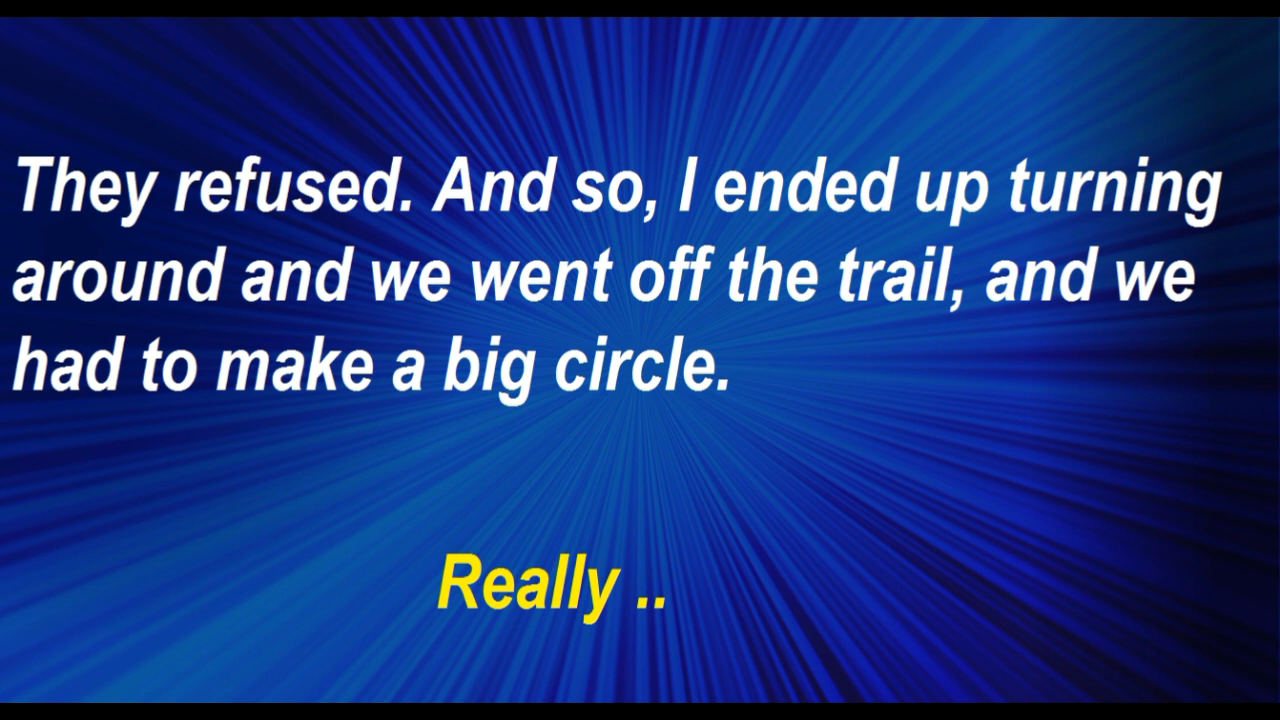 They refused. And so, I ended up turning
around and we went off the trail, and we
had to make a big circle.
Really ..